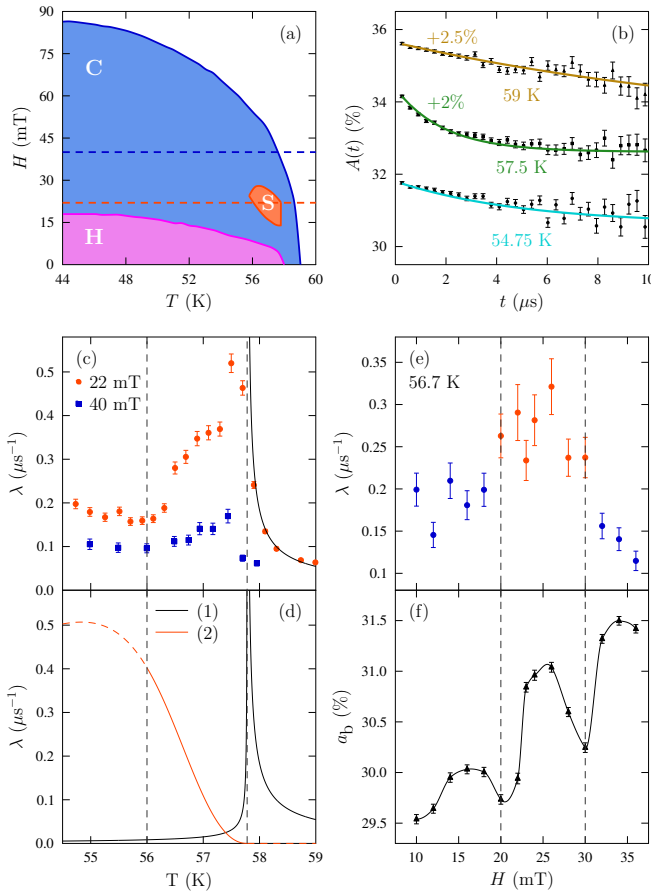 90
75
60
45
30
15
0
H (mT)
(a)
C
S
H
44
48
52
56
60
T (K)
36
34
32
30
A(t) (%)
(b)
+2.5%
59 K
+2%
57.5 K
54.75 K
0
2
4
6
8
10
t (μs)
0.5
0.4
0.3
0.2
0.1
0.0
λ (μs⁻¹)
(c)
22 mT
40 mT
0.35
0.3
0.25
0.2
0.15
0.1
λ (μs⁻¹)
(e)
56.7 K
0.5
0.4
0.3
0.2
0.1
0.0
λ (μs⁻¹)
(1)
(2)
(d)
55
56
57
58
59
T (K)
31.5
31.0
30.5
30.0
29.5
a_b (%)
(f)
10
15
20
25
30
35
H (mT)